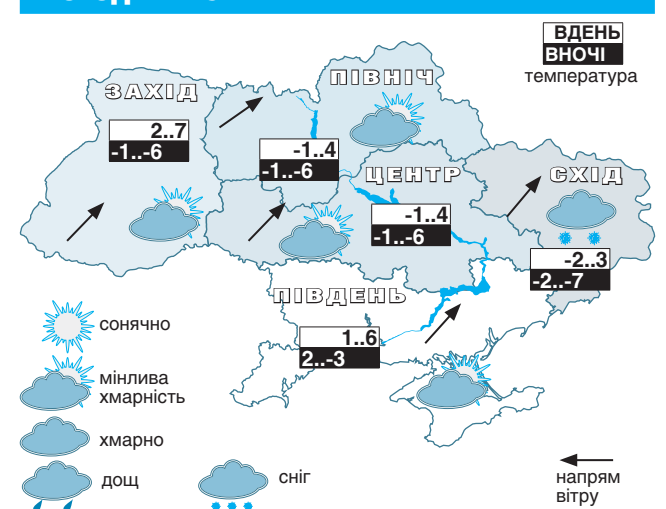 ВДЕНЬ
ВНОЧІ
температура
ПІВНІЧ
ЗАХІД
2..7
-1..-6
-1..4
-1..-6
ЦЕНТР
СХІД
-1..4
-1..-6
-2..3
-2..-7
ПІВДЕНЬ
1..6
2..-3
сонячно
мінлива
хмарність
хмарно
дощ
сніг
напрям
вітру